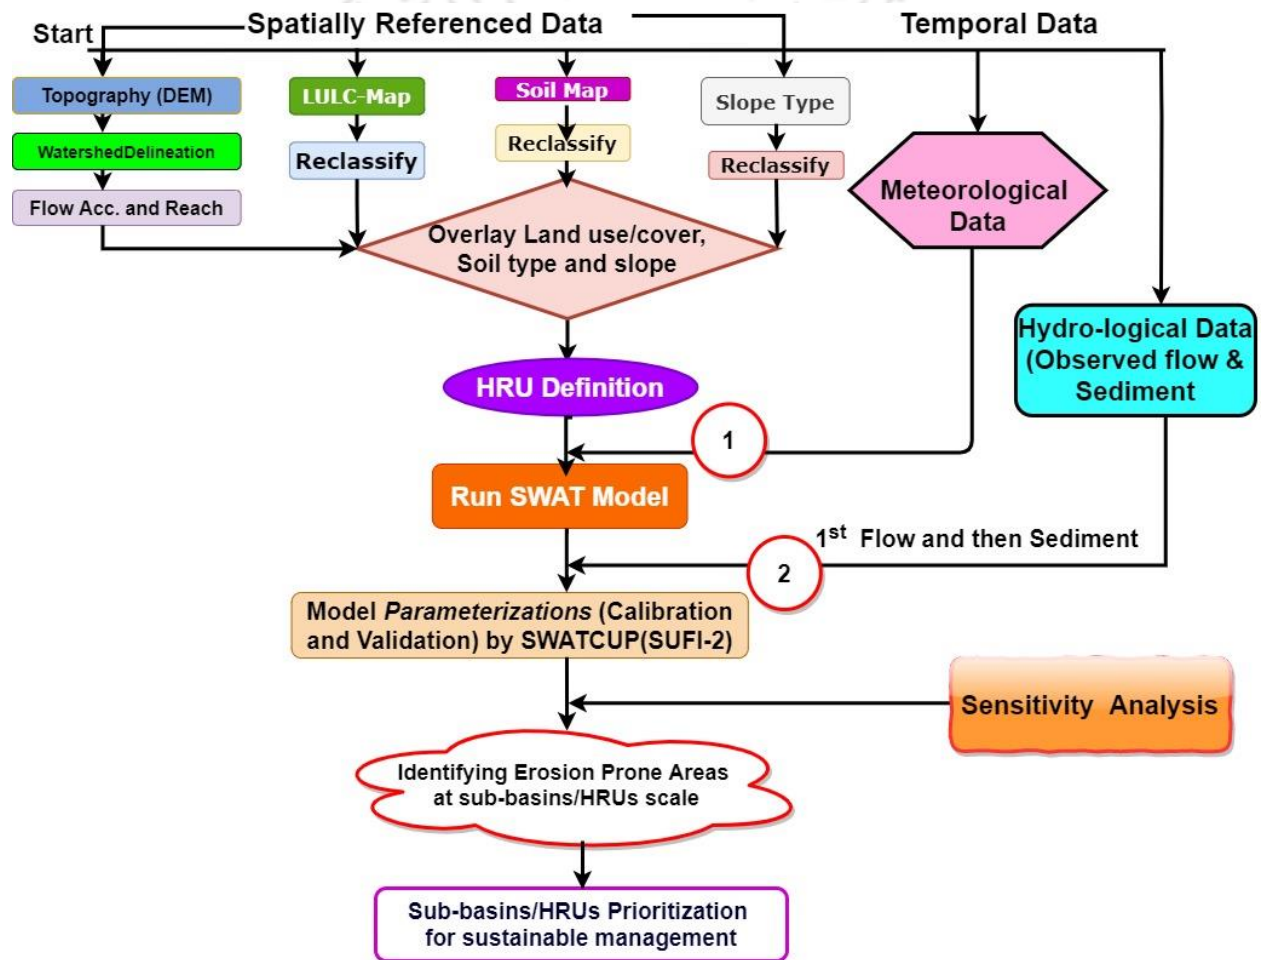 Spatially Referenced Data
Temporal Data
Start
Topography (DEM)
LULC-Map
Soil Map
Slope Type
WatershedDelineation
Reclassify
Reclassify
Reclassify
Flow Acc. and Reach
Meteorological
Data
Overlay Land use/cover,
Soil type and slope
Hydro-logical Data
(Observed flow &
Sediment
HRU Definition
1
Run SWAT Model
1st Flow and then Sediment
2
Model Parameterizations (Calibration
and Validation) by SWATCUP(SUFI-2)
Sensitivity Analysis
Identifying Erosion Prone Areas
at sub-basins/HRUs scale
Sub-basins/HRUs Prioritization
for sustainable management